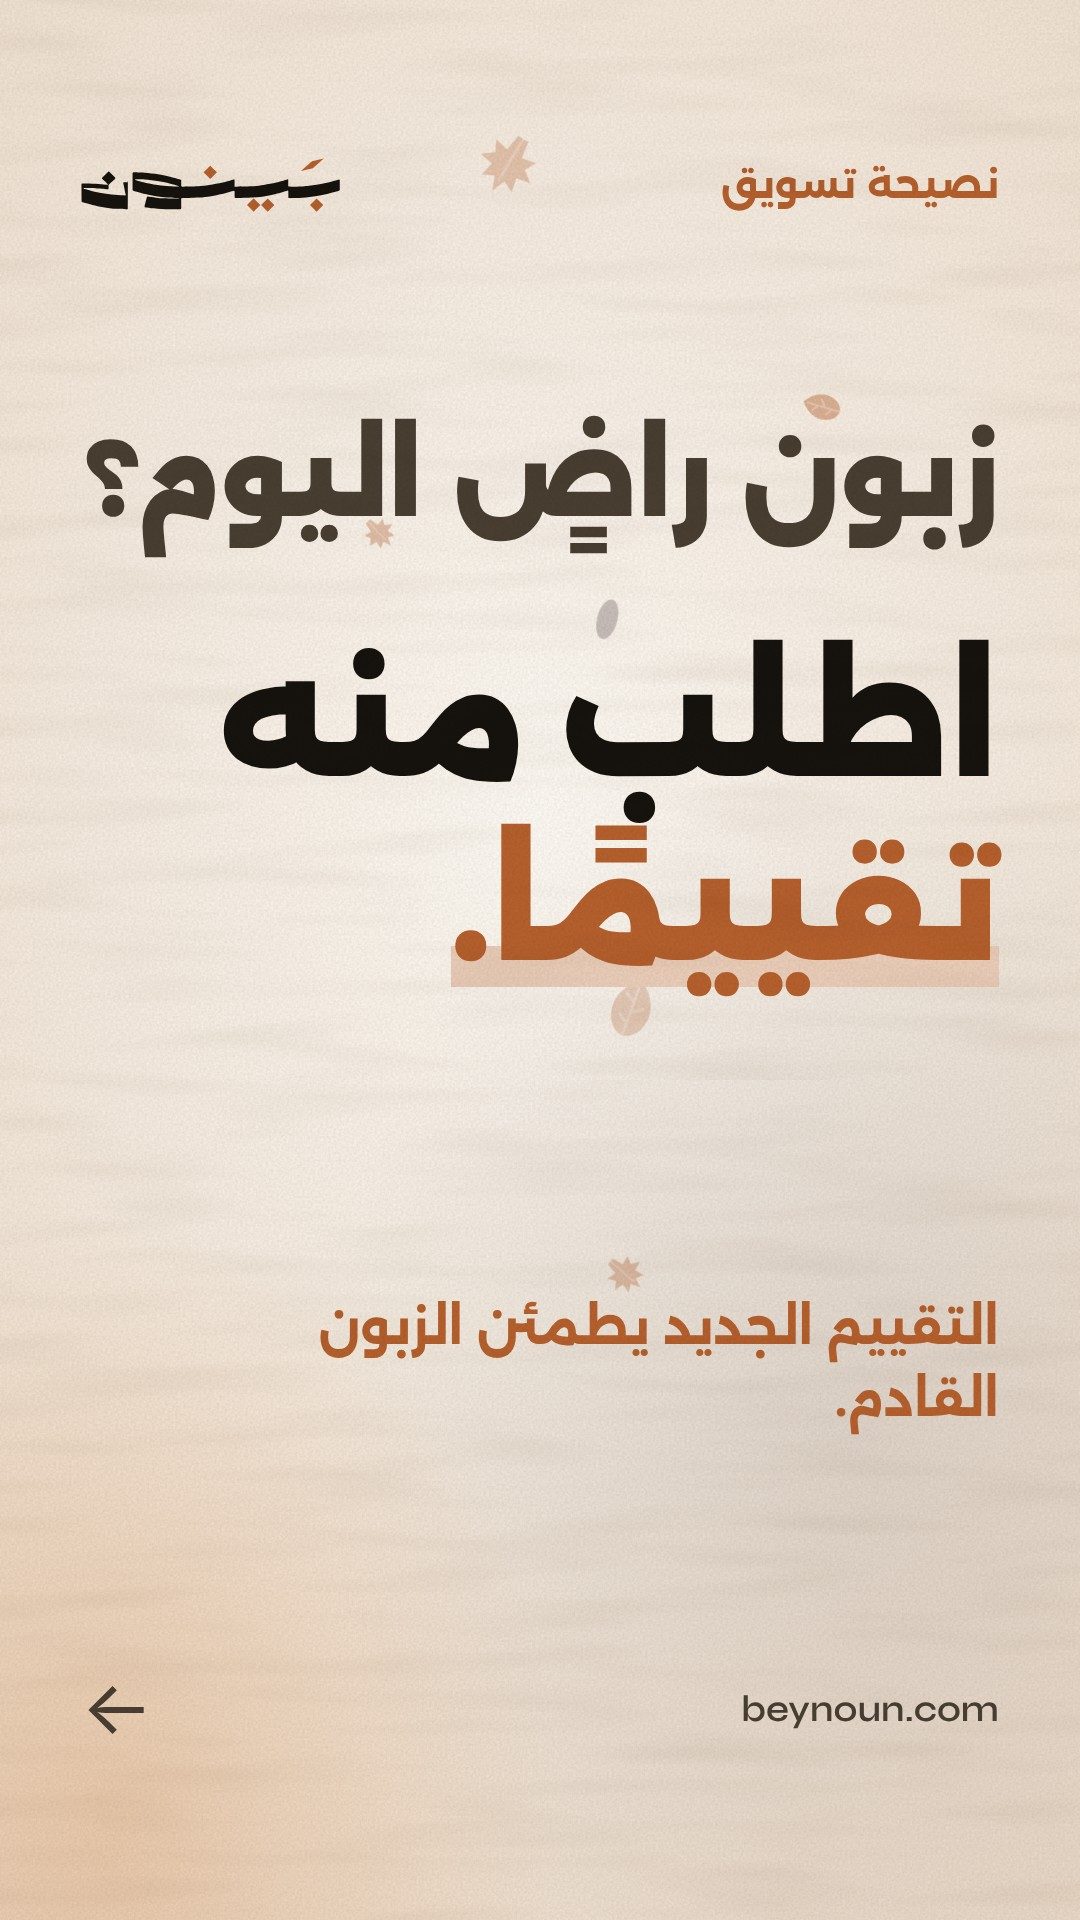 نصيحة تسويق
بَينون
زبون راضٍ اليوم؟
اطلب منه
تقييمًا.
التقييم الجديد يطمئن الزبون
القادم.
beynoun.com